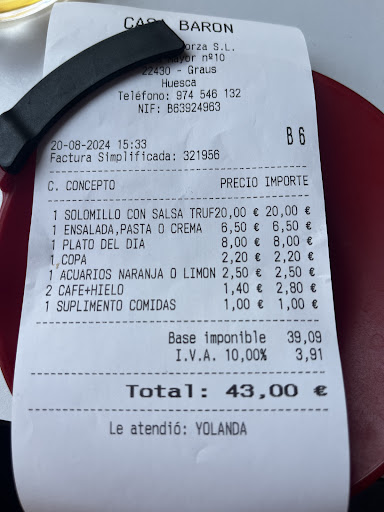 CASA BARON
orza S.L.
ayor nº10
22430 - Graus
Huesca
Teléfono: 974 546 132
NIF: B63924963
20-08-2024 15:33
B 6
Factura Simplificada: 321956
C. CONCEPTO PRECIO IMPORTE
1 SOLOMILLO CON SALSA TRUF20,00 € 20,00 €
1 ENSALADA,PASTA O CREMA 6,50 € 6,50 €
1 PLATO DEL DIA 8,00 € 8,00 €
1 COPA 2,20 € 2,20 €
1 ACUARIOS NARANJA O LIMON 2,50 € 2,50 €
2 CAFE+HIELO 1,40 € 2,80 €
1 SUPLIMENTO COMIDAS 1,00 € 1,00 €
Base imponible 39,09
I.V.A. 10,00% 3,91
Total: 43,00 €
Le atendió: YOLANDA